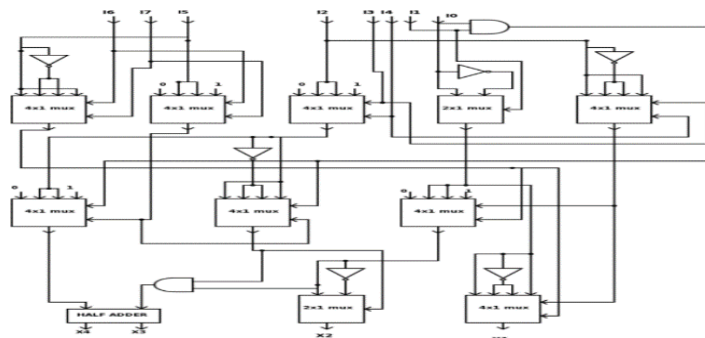 I6 I7 I5 I2 I3 I4 I1 I0
0 1 0 1
4x1 mux 4x1 mux 4x1 mux 2x1 mux 4x1 mux
0 1 0 1
4x1 mux 4x1 mux 4x1 mux
2x1 mux 4x1 mux
HALF ADDER
X4 X3 X2